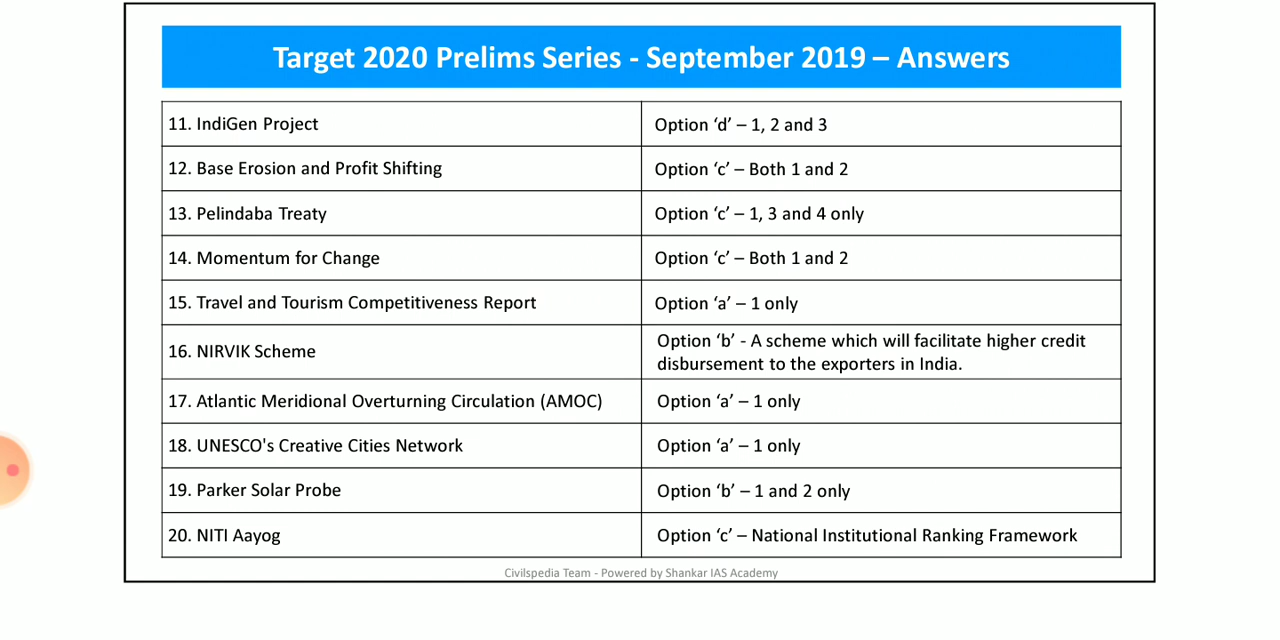 Target 2020 Prelims Series - September 2019 – Answers
11. IndiGen Project
Option ‘d’ – 1, 2 and 3
12. Base Erosion and Profit Shifting
Option ‘c’ – Both 1 and 2
13. Pelindaba Treaty
Option ‘c’ – 1, 3 and 4 only
14. Momentum for Change
Option ‘c’ – Both 1 and 2
15. Travel and Tourism Competitiveness Report
Option ‘a’ – 1 only
16. NIRVIK Scheme
Option ‘b’ - A scheme which will facilitate higher credit
disbursement to the exporters in India.
17. Atlantic Meridional Overturning Circulation (AMOC)
Option ‘a’ – 1 only
18. UNESCO's Creative Cities Network
Option ‘a’ – 1 only
19. Parker Solar Probe
Option ‘b’ – 1 and 2 only
20. NITI Aayog
Option ‘c’ – National Institutional Ranking Framework
Civilspedia Team - Powered by Shankar IAS Academy